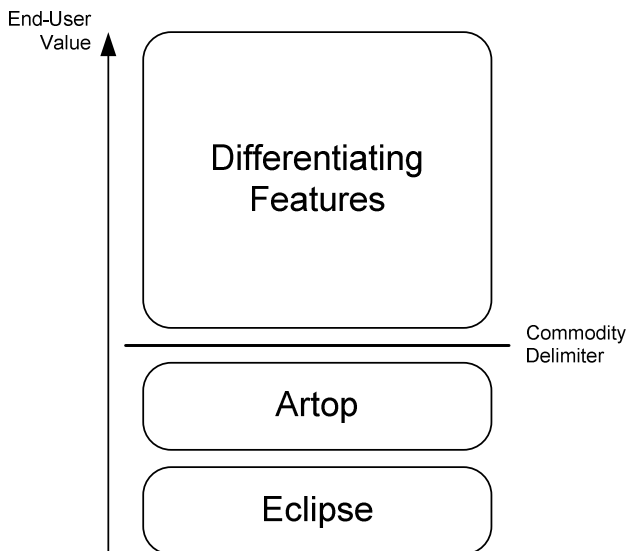 End-User
Value
Differentiating
Features
Commodity
Delimiter
Artop
Eclipse